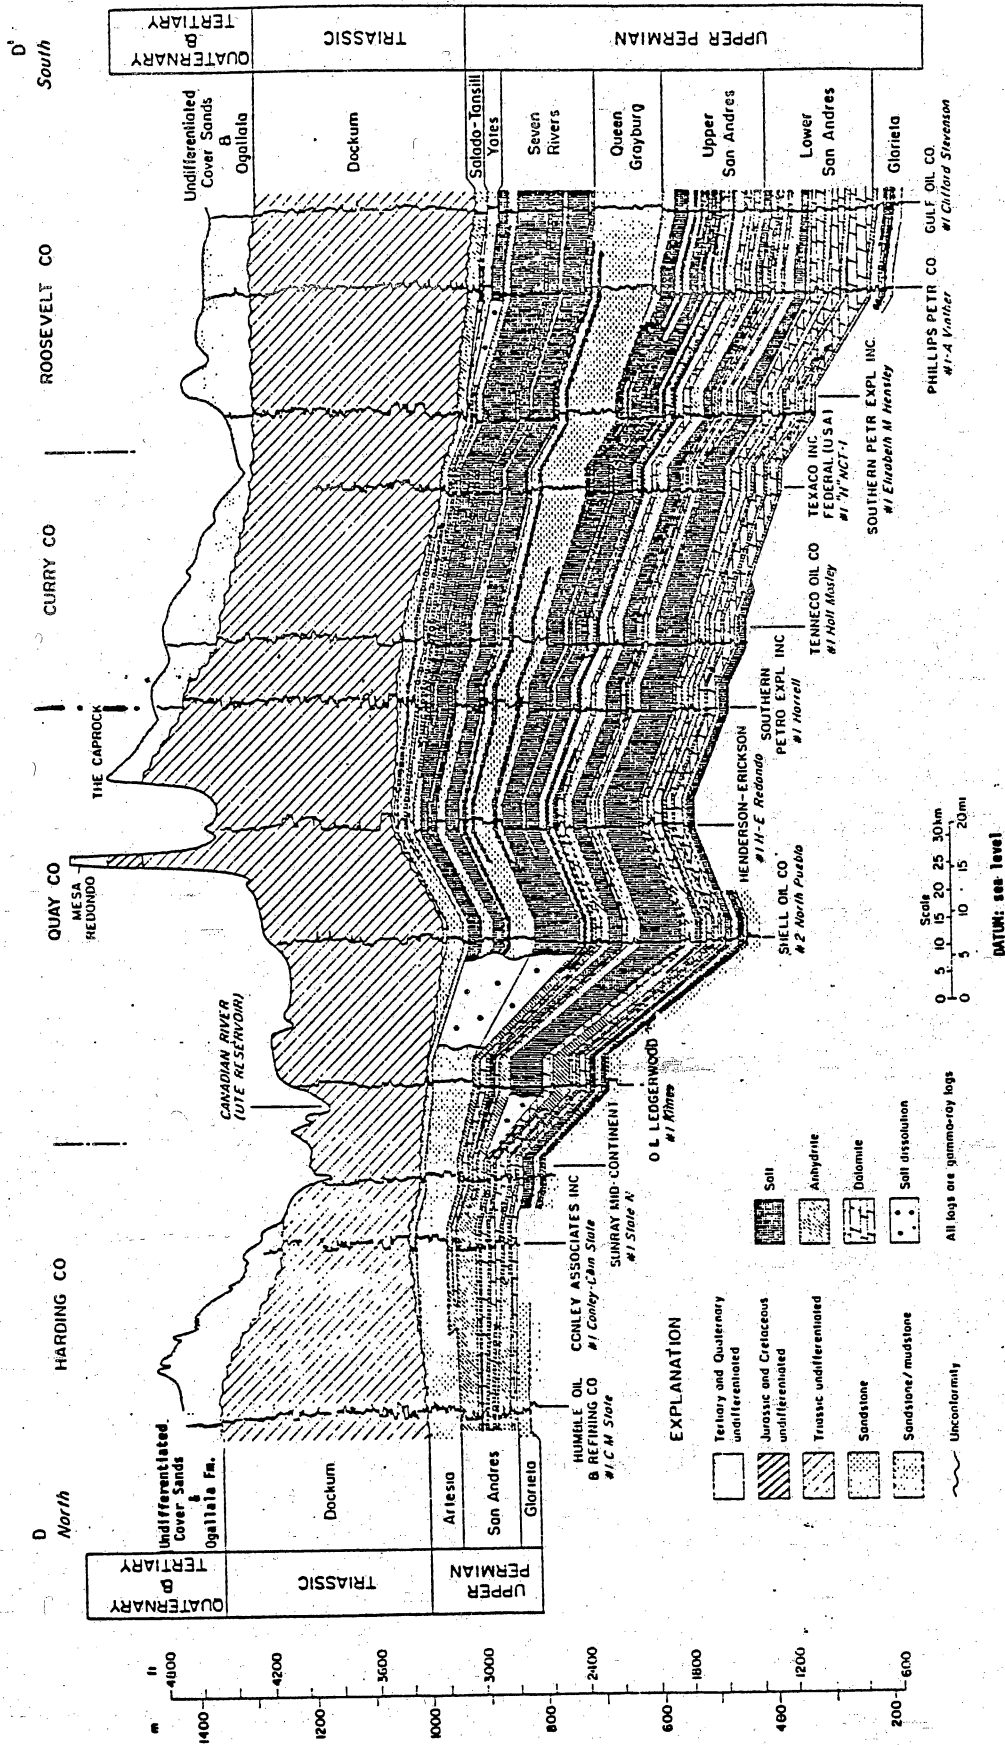 D
North
HARDING CO
QUAY CO
CURRY CO
ROOSEVELT CO
D'
South
CANADIAN RIVER
(UTE RESERVOIR)
MESA
REDONDO
THE CAPROCK
ft
m
4800
4200
3600
3000
2400
1800
1200
600
1400
1200
1000
800
600
400
200
QUATERNARY
&
TERTIARY
TRIASSIC
UPPER
PERMIAN
Undifferentiated
Cover Sands
&
Ogallala Fm.
Dockum
Artesia
San Andres
Glorieta
Undifferentiated
Cover Sands
&
Ogallala
Dockum
Salado-Tansill
Yates
Seven
Rivers
Queen
Grayburg
Upper
San Andres
Lower
San Andres
Glorieta
QUATERNARY
&
TERTIARY
TRIASSIC
UPPER PERMIAN
HUMBLE OIL
& REFINING CO
#1 C M State
CONLEY ASSOCIATES INC
#1 Conley-Cain State
SUNRAY MID-CONTINENT
#1 State N
O L LEDGERWOOD
#1 Kimes
SHELL OIL CO
#2 North Pueblo
HENDERSON-ERICKSON
#1 H-E Redondo
SOUTHERN
PETRO EXPL INC
#1 Horrell
TENNECO OIL CO
#1 Holt Mosley
TEXACO INC
FEDERAL (USA)
#1 "H" NCT-1
SOUTHERN PETR EXPL INC.
#1 Elizabeth M Hensley
PHILLIPS PETR CO.
#1-A Vinther
GULF OIL CO.
#1 Clifford Stevenson
EXPLANATION
Tertiary and Quaternary
undifferentiated
Jurassic and Cretaceous
undifferentiated
Triassic undifferentiated
Sandstone
Sandstone/mudstone
Unconformity
Salt
Anhydrite
Dolomite
Salt dissolution
All logs are gamma-ray logs
Scale
0 5 10 15 20 25 30km
0 5 10 15 20mi
DATUM: sea level